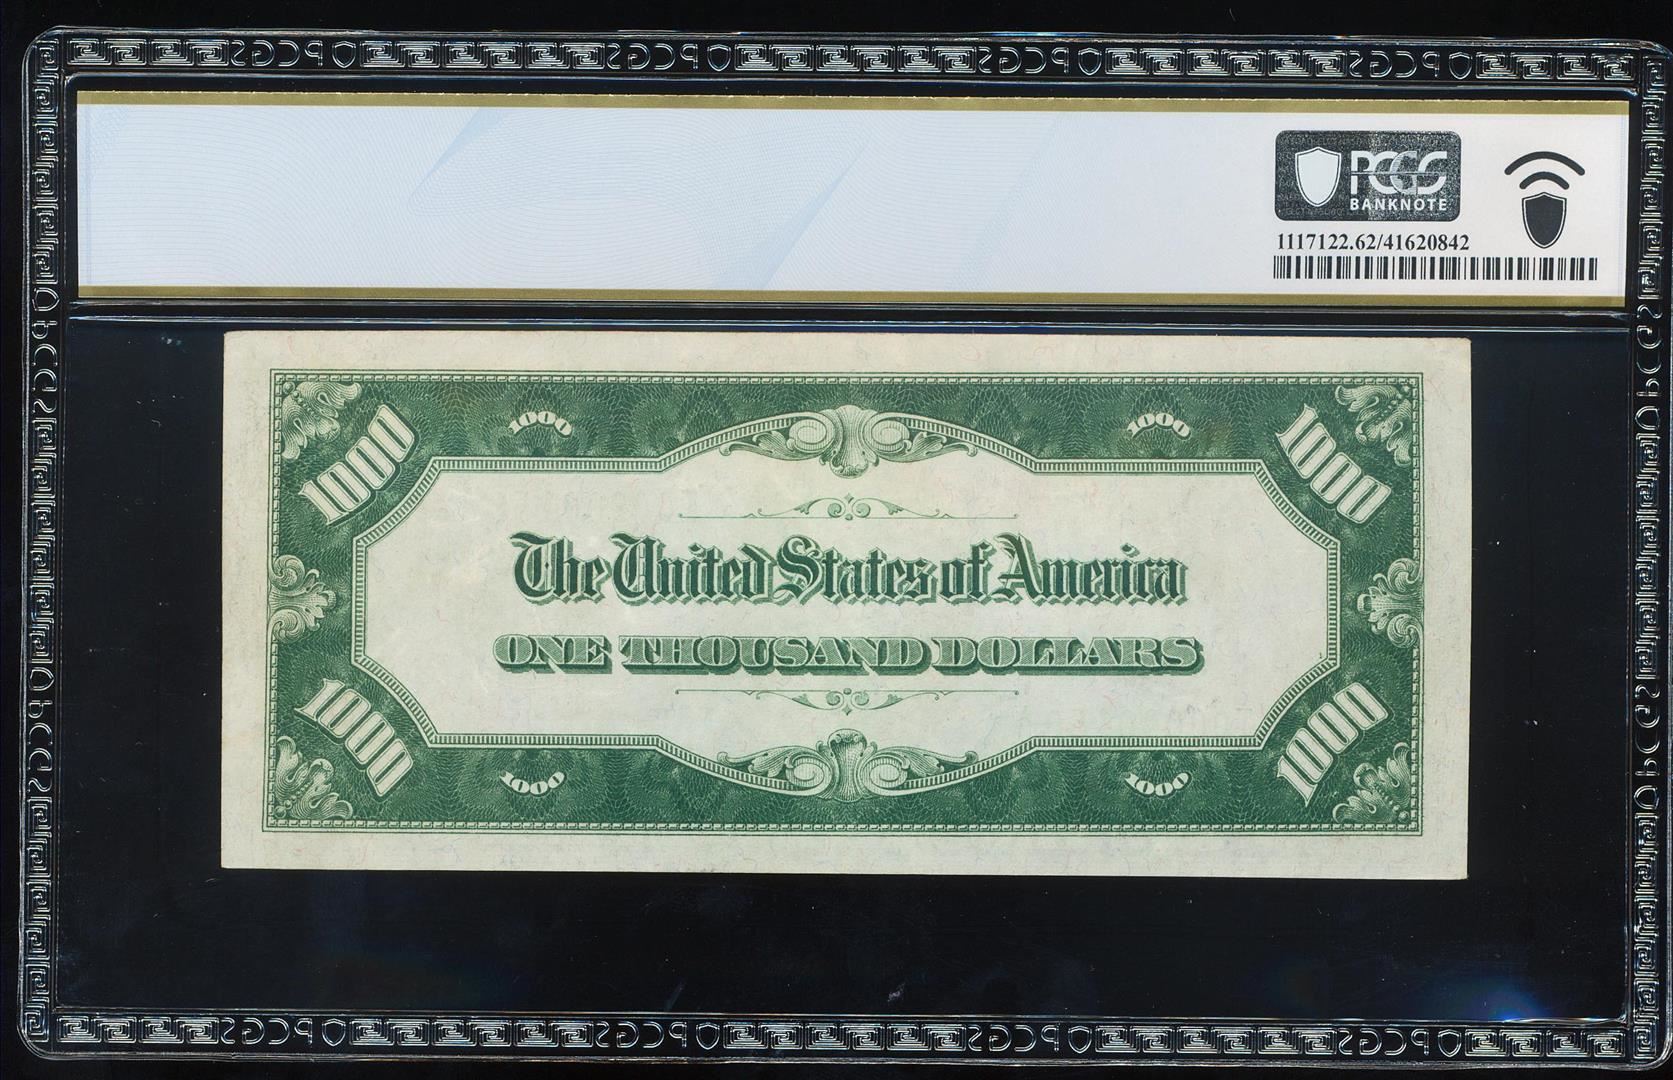 PCGS
BANKNOTE
1117122.62/41620842
1000 1000 1000 1000
The United States of America
ONE THOUSAND DOLLARS
1
1000 1000 1000 1000